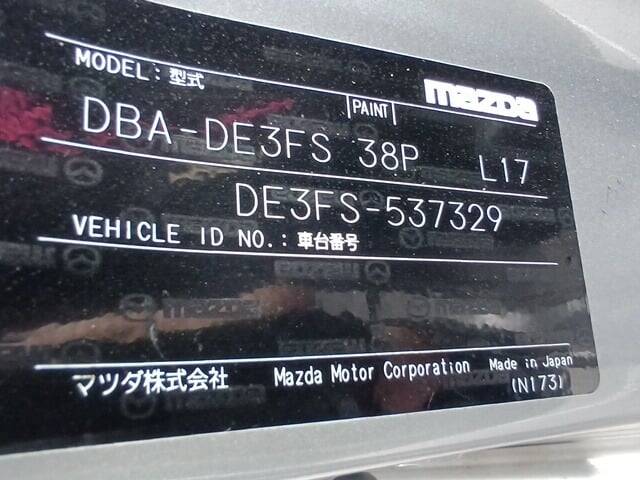 MODEL: 型式
PAINT
mazda
DBA-DE3FS 38P L17
DE3FS-537329
VEHICLE ID NO.: 車台番号
mazda
マツダ株式会社 Mazda Motor Corporation Made in Japan
(N173)